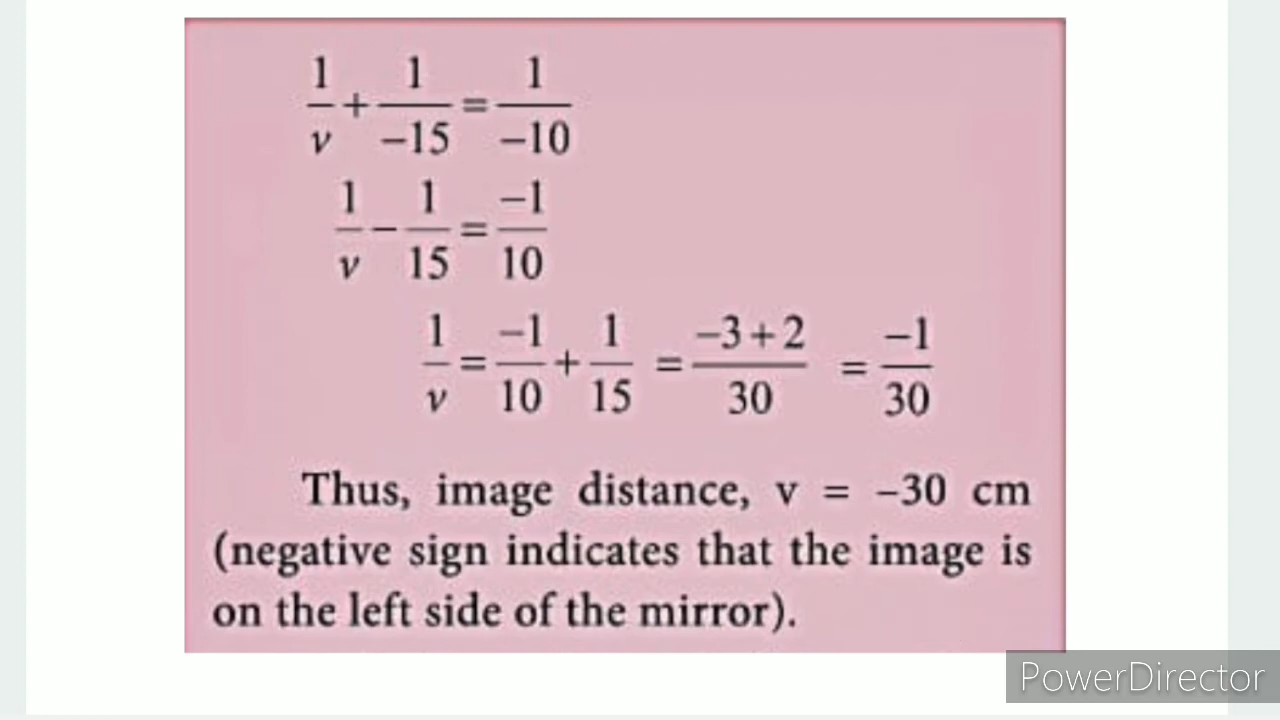 1/v + 1/−15 = 1/−10
1/v − 1/15 = −1/10
1/v = −1/10 + 1/15 = −3+2/30 = −1/30
Thus, image distance, v = −30 cm
(negative sign indicates that the image is
on the left side of the mirror).
PowerDirector